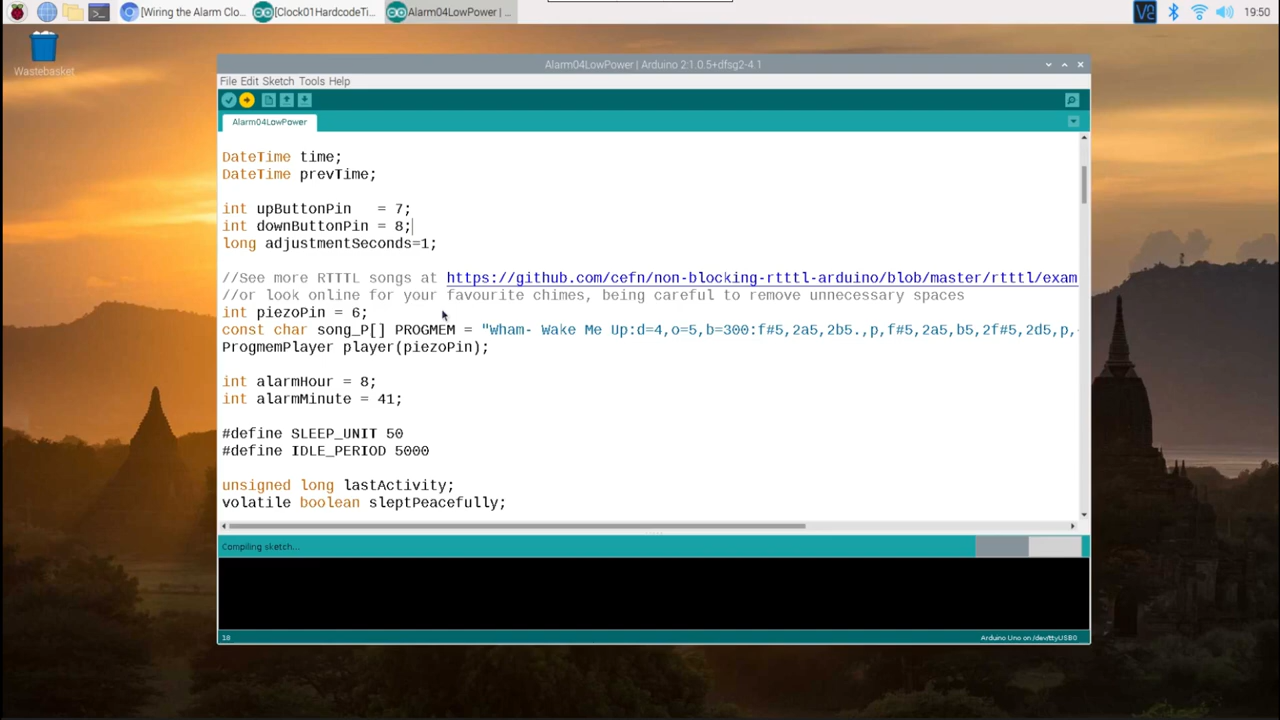 [Wiring the Alarm Clo...
[Clock01HardcodeTi...
Alarm04LowPower | ...
19:50
Wastebasket
Alarm04LowPower | Arduino 2:1.0.5+dfsg2-4.1
File Edit Sketch Tools Help
Alarm04LowPower
DateTime time;
DateTime prevTime;
int upButtonPin   = 7;
int downButtonPin = 8;
long adjustmentSeconds=1;
//See more RTTTL songs at https://github.com/cefn/non-blocking-rtttl-arduino/blob/master/rtttl/exam
//or look online for your favourite chimes, being careful to remove unnecessary spaces
int piezoPin = 6;
const char song_P[] PROGMEM = "Wham- Wake Me Up:d=4,o=5,b=300:f#5,2a5,2b5.,p,f#5,2a5,b5,2f#5,2d5,p,
ProgmemPlayer player(piezoPin);
int alarmHour = 8;
int alarmMinute = 41;
#define SLEEP_UNIT 50
#define IDLE_PERIOD 5000
unsigned long lastActivity;
volatile boolean sleptPeacefully;
Compiling sketch...
18
Arduino Uno on /dev/ttyUSB0